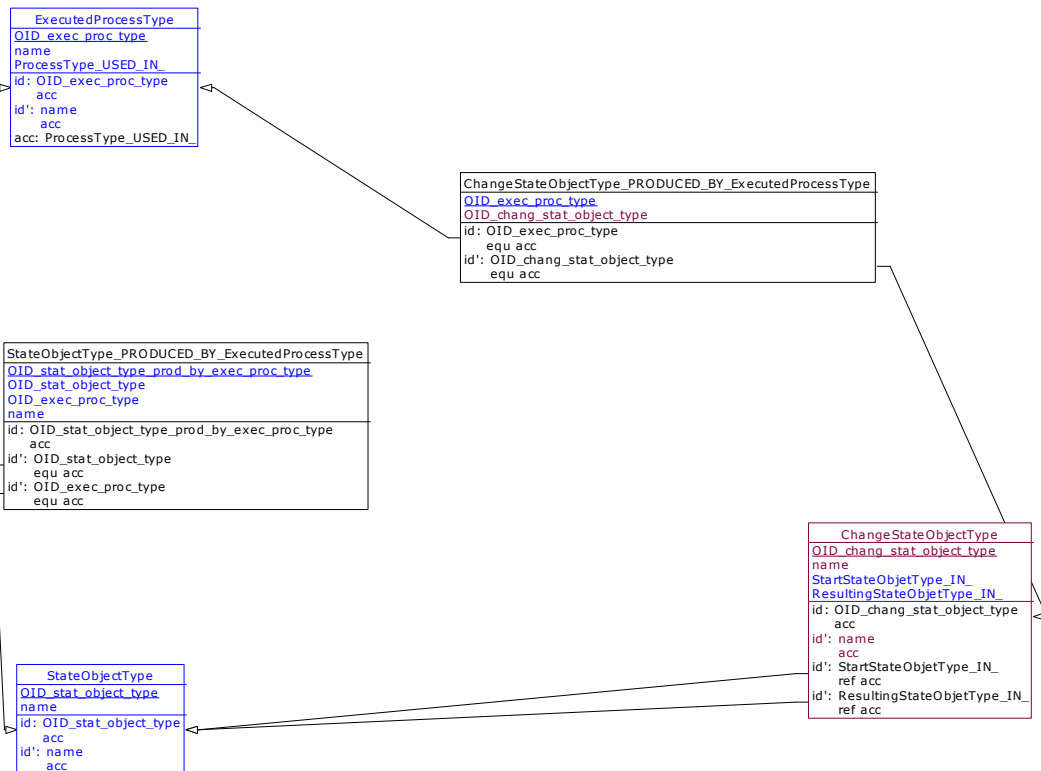 ExecutedProcessType
OID_exec_proc_type
name
ProcessType_USED_IN_
id: OID_exec_proc_type
acc
id': name
acc
acc: ProcessType_USED_IN_
ChangeStateObjectType_PRODUCED_BY_ExecutedProcessType
OID_exec_proc_type
OID_chang_stat_object_type
id: OID_exec_proc_type
equ acc
id': OID_chang_stat_object_type
equ acc
StateObjectType_PRODUCED_BY_ExecutedProcessType
OID_stat_object_type_prod_by_exec_proc_type
OID_stat_object_type
OID_exec_proc_type
name
id: OID_stat_object_type_prod_by_exec_proc_type
acc
id': OID_stat_object_type
equ acc
id': OID_exec_proc_type
equ acc
ChangeStateObjectType
OID_chang_stat_object_type
name
StartStateObjetType_IN_
ResultingStateObjetType_IN_
id: OID_chang_stat_object_type
acc
id': name
acc
id': StartStateObjetType_IN_
ref acc
id': ResultingStateObjetType_IN_
ref acc
StateObjectType
OID_stat_object_type
name
id: OID_stat_object_type
acc
id': name
acc